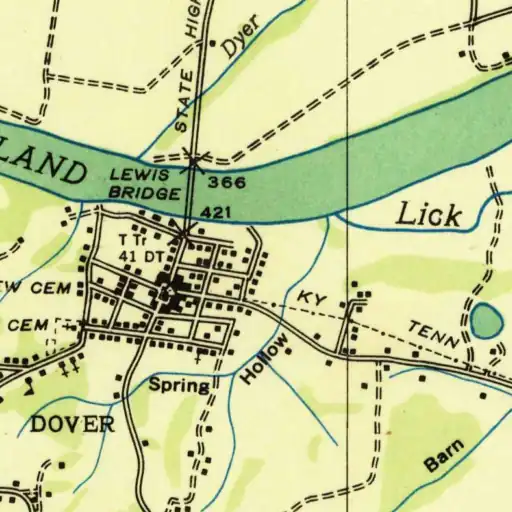 STATE HIGH
Dyer
LAND
LEWIS
BRIDGE
366
421
Lick
T Tr
41 DT
EW CEM
CEM
KY
TENN
Hollow
Spring
DOVER
Barn